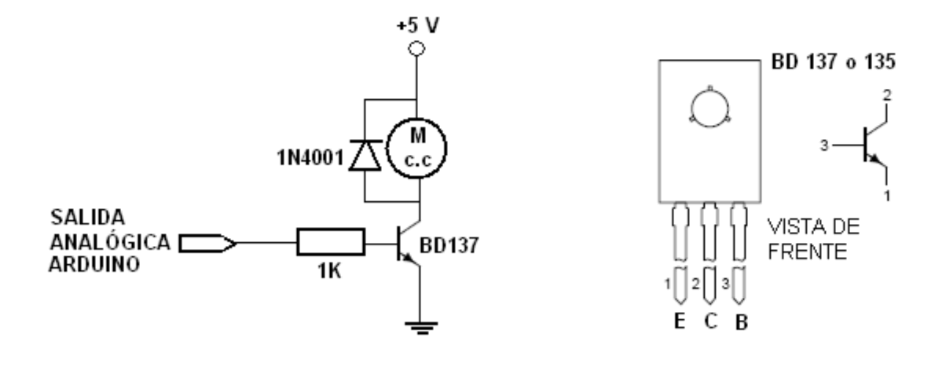 +5 V
M
c.c
1N4001
SALIDA
ANALÓGICA
ARDUINO
1K
BD137
BD 137 o 135
2
3
1
VISTA DE
FRENTE
1 2 3
E C B